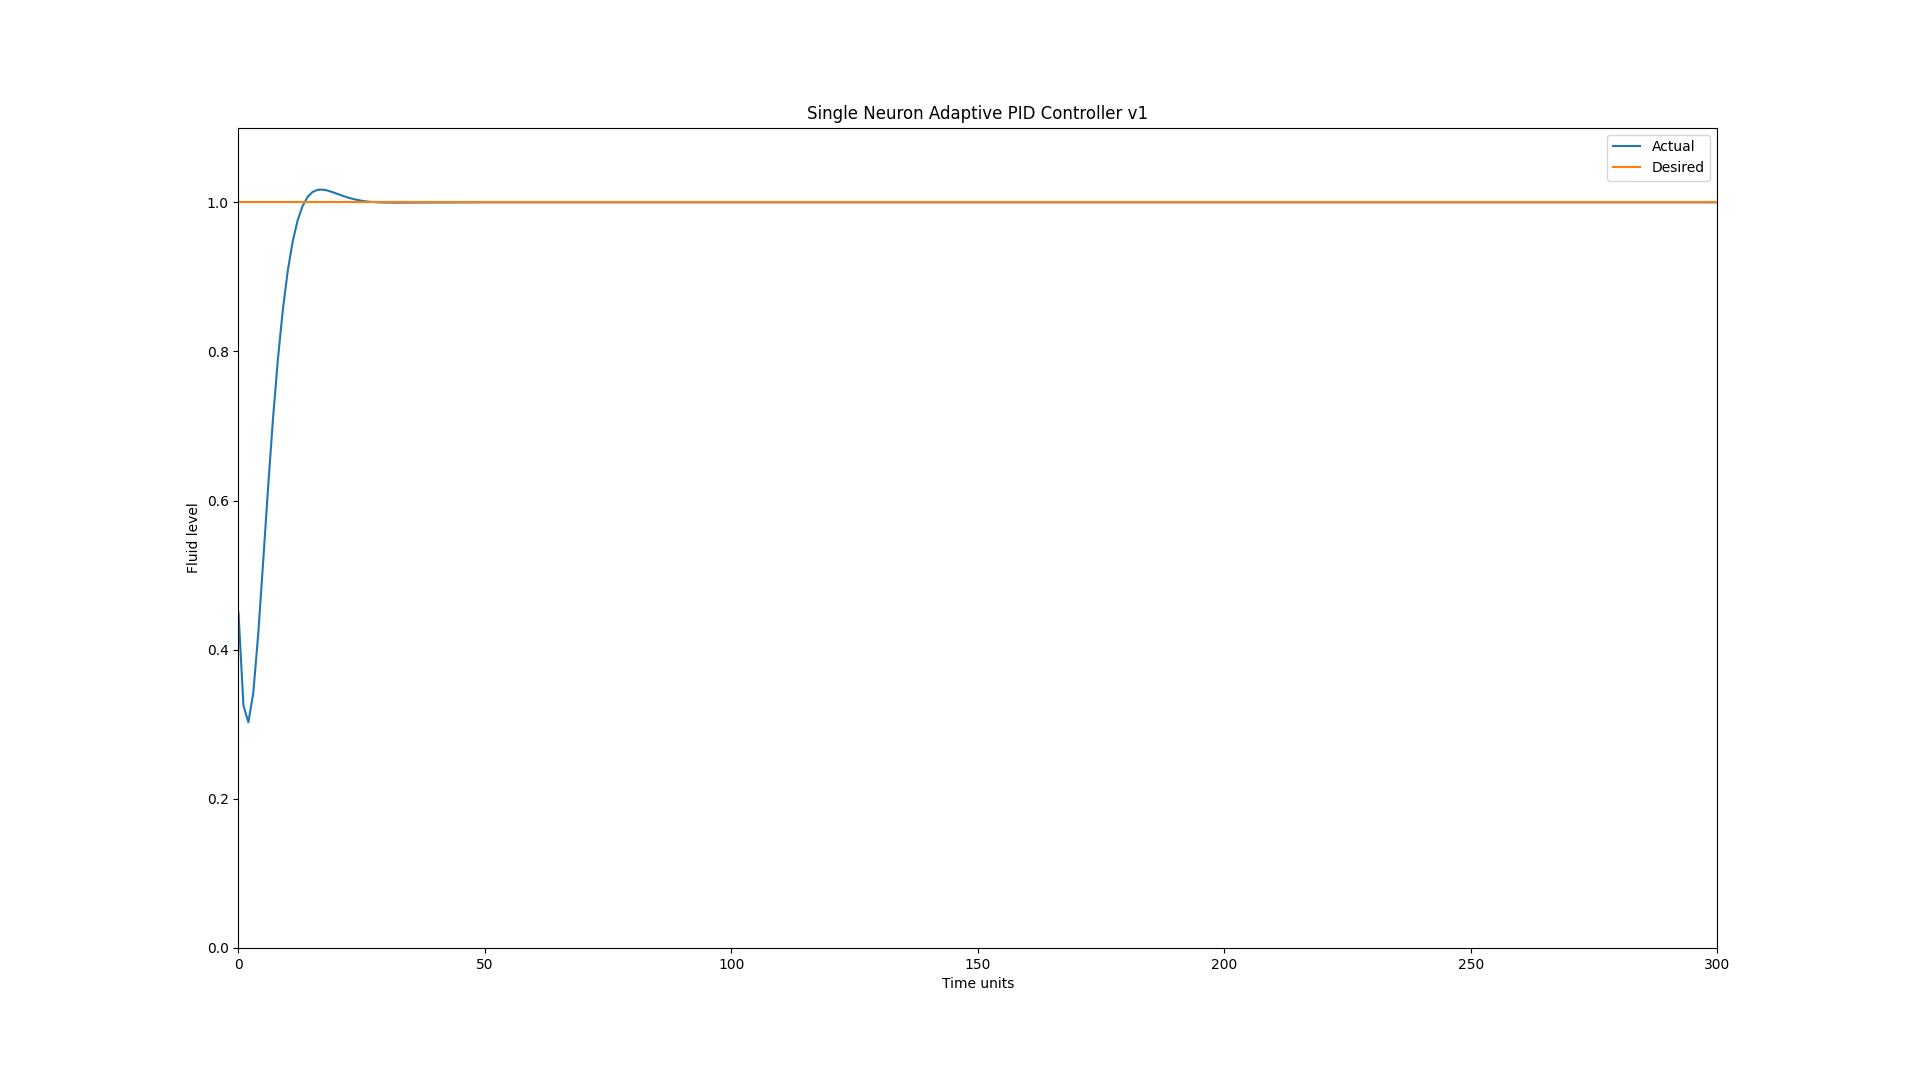 Single Neuron Adaptive PID Controller v1
Actual
Desired
1.0
0.8
0.6
0.4
0.2
0.0
Fluid level
0 50 100 150 200 250 300
Time units